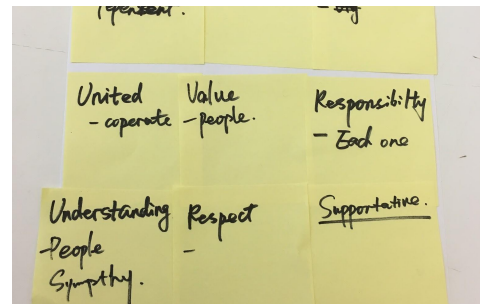 United
- coperate
Value
- people.
Responsibility
- Each one
Understanding
- People
Sympthy.
Respect
-
Supportative.